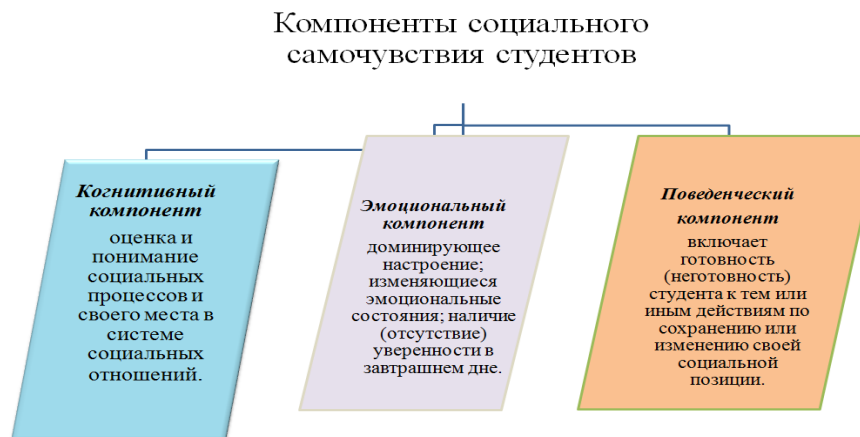 Компоненты социального
самочувствия студентов
Когнитивный
компонент
оценка и
понимание
социальных
процессов и
своего места в
системе
социальных
отношений.
Эмоциональный
компонент
доминирующее
настроение;
изменяющиеся
эмоциональные
состояния; наличие
(отсутствие)
уверенности в
завтрашнем дне.
Поведенческий
компонент
включает
готовность
(неготовность)
студента к тем или
иным действиям по
сохранению или
изменению своей
социальной
позиции.